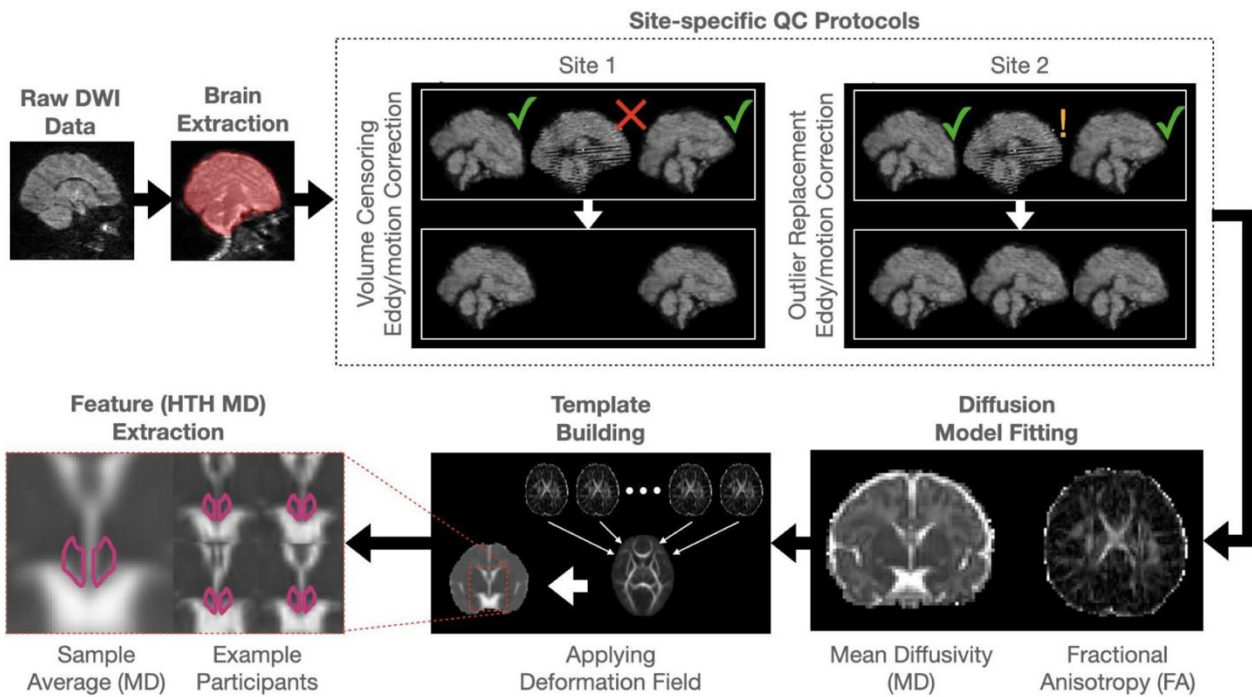 Site-specific QC Protocols
Raw DWI
Data
Brain
Extraction
Site 1
Volume Censoring
Eddy/motion Correction
!
Site 2
Outlier Replacement
Eddy/motion Correction
Feature (HTH MD)
Extraction
Template
Building
Diffusion
Model Fitting
Sample
Average (MD)
Example
Participants
Applying
Deformation Field
Mean Diffusivity
(MD)
Fractional
Anisotropy (FA)